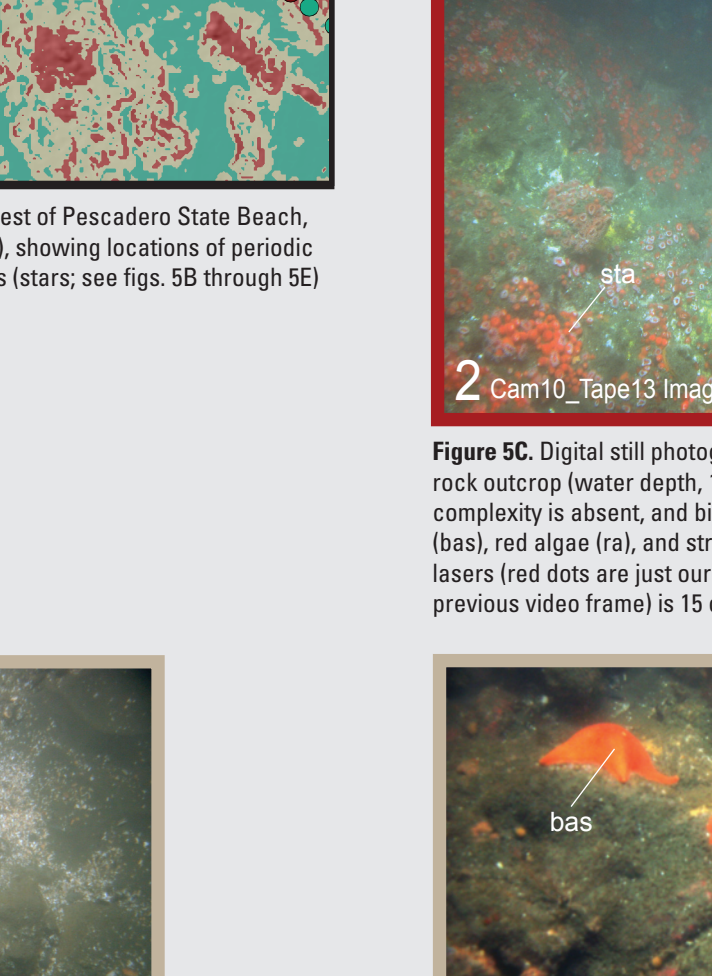 est of Pescadero State Beach,
), showing locations of periodic
s (stars; see figs. 5B through 5E)
sta
2 Cam10_Tape13 Imag
Figure 5C. Digital still photog
rock outcrop (water depth, 1
complexity is absent, and bi
(bas), red algae (ra), and str
lasers (red dots are just our
previous video frame) is 15 c
bas